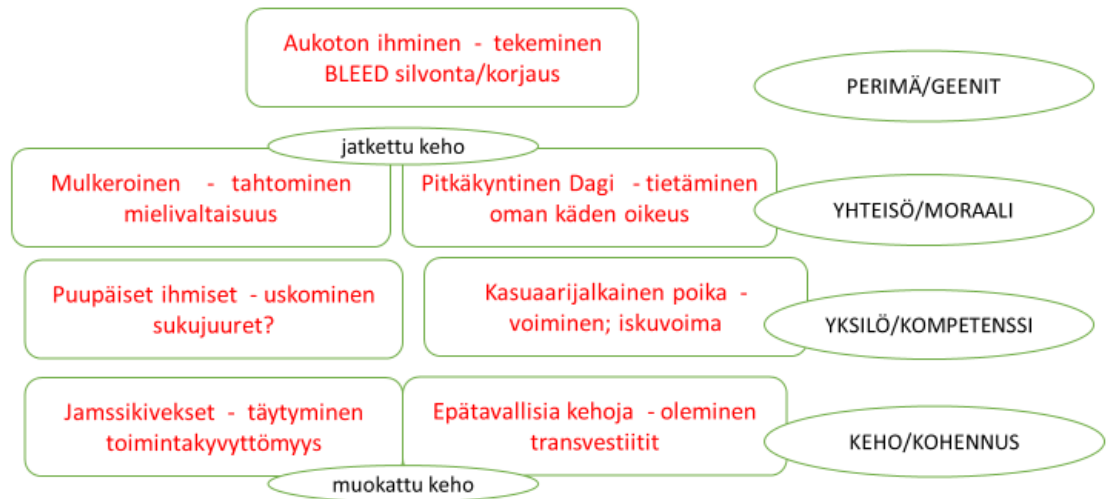 Aukoton ihminen - tekeminen
BLEED silvonta/korjaus
PERIMÄ/GEENIT
jatkettu keho
Mulkeroinen - tahtominen
mielivaltaisuus
Pitkäkyntinen Dagi - tietäminen
oman käden oikeus
YHTEISÖ/MORAALI
Puupäiset ihmiset - uskominen
sukujuuret?
Kasuaarijalkainen poika -
voiminen; iskuvoima
YKSILÖ/KOMPETENSSI
Jamssikivekset - täytyminen
toimintakyvyttömyys
Epätavallisia kehoja - oleminen
transvestiitit
KEHO/KOHENNUS
muokattu keho